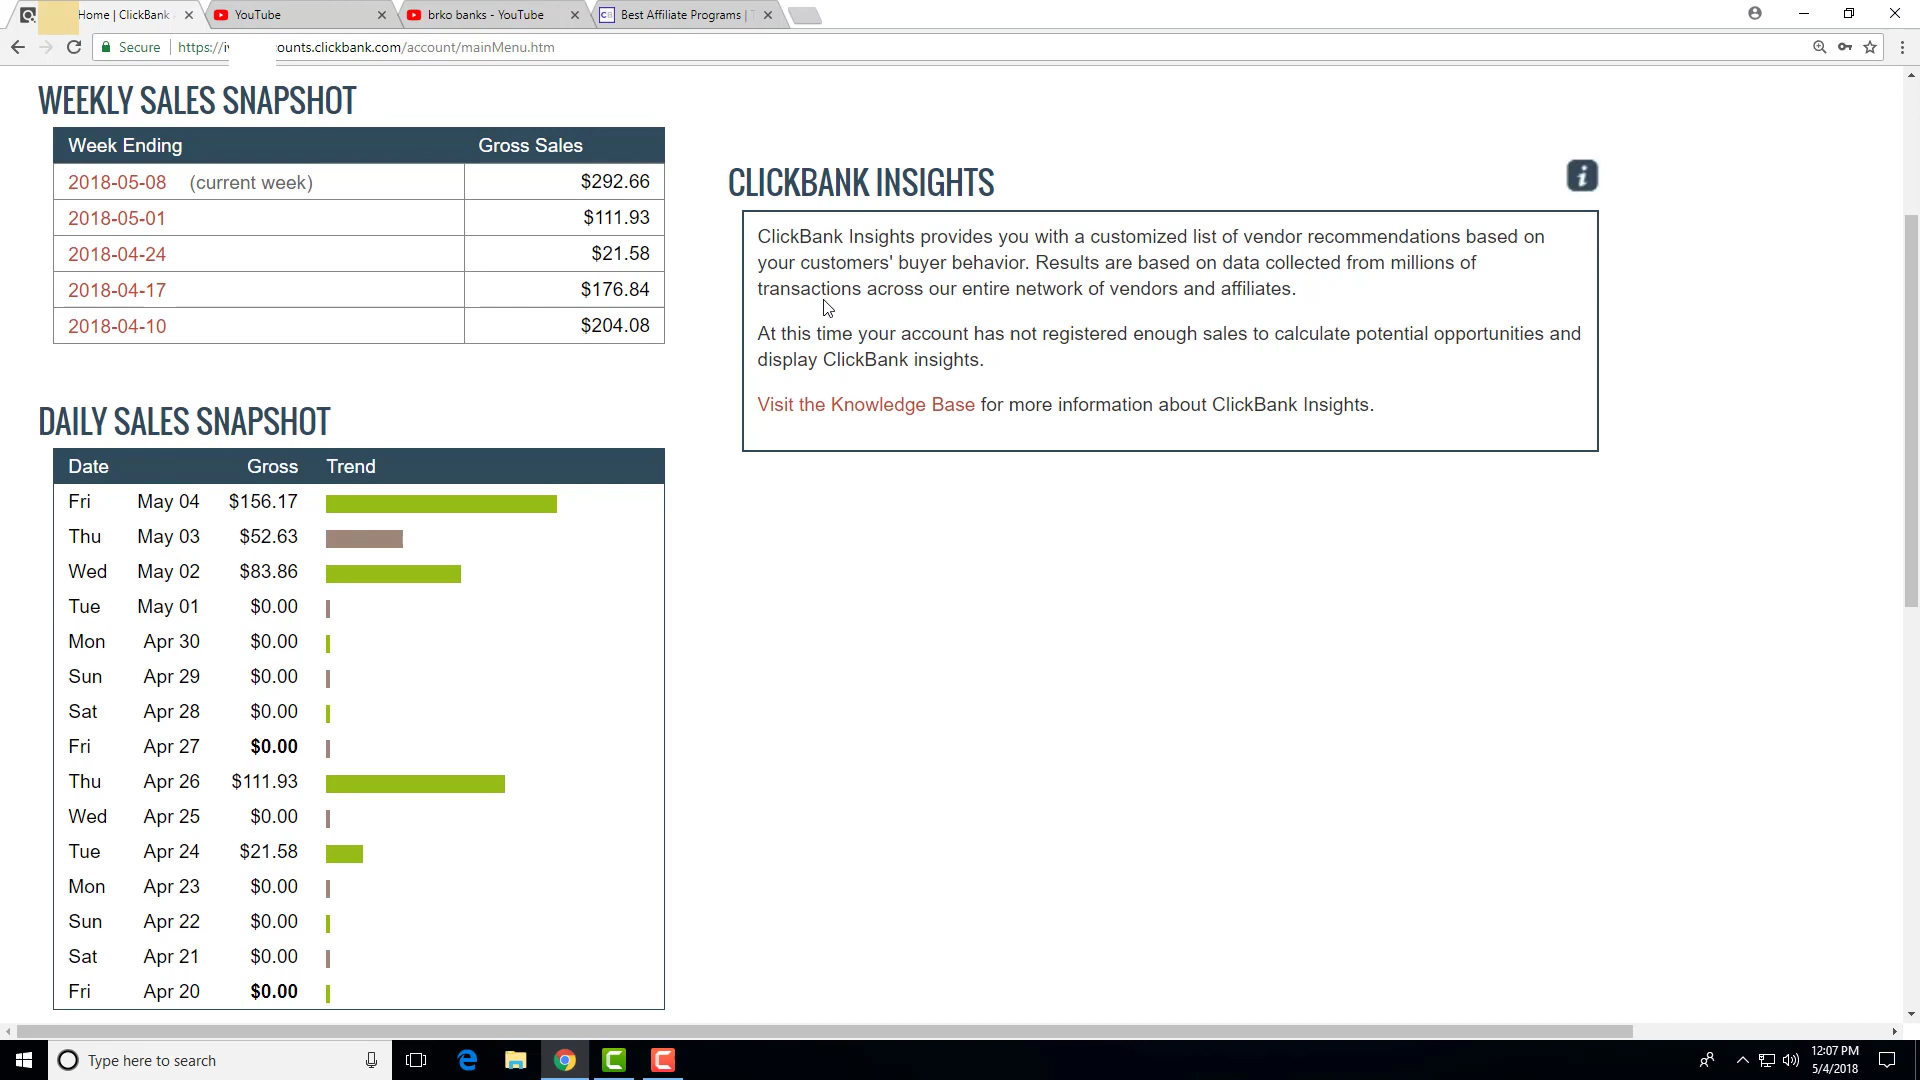 Home | ClickBank
YouTube
brko banks - YouTube
Best Affiliate Programs |
Secure
https://
ounts.clickbank.com/account/mainMenu.htm
WEEKLY SALES SNAPSHOT
Week Ending Gross Sales
2018-05-08 (current week) $292.66
2018-05-01 $111.93
2018-04-24 $21.58
2018-04-17 $176.84
2018-04-10 $204.08
CLICKBANK INSIGHTS
i
ClickBank Insights provides you with a customized list of vendor recommendations based on
your customers' buyer behavior. Results are based on data collected from millions of
transactions across our entire network of vendors and affiliates.
At this time your account has not registered enough sales to calculate potential opportunities and
display ClickBank insights.
Visit the Knowledge Base for more information about ClickBank Insights.
DAILY SALES SNAPSHOT
Date Gross Trend
Fri May 04 $156.17
Thu May 03 $52.63
Wed May 02 $83.86
Tue May 01 $0.00
Mon Apr 30 $0.00
Sun Apr 29 $0.00
Sat Apr 28 $0.00
Fri Apr 27 $0.00
Thu Apr 26 $111.93
Wed Apr 25 $0.00
Tue Apr 24 $21.58
Mon Apr 23 $0.00
Sun Apr 22 $0.00
Sat Apr 21 $0.00
Fri Apr 20 $0.00
Type here to search
12:07 PM
5/4/2018